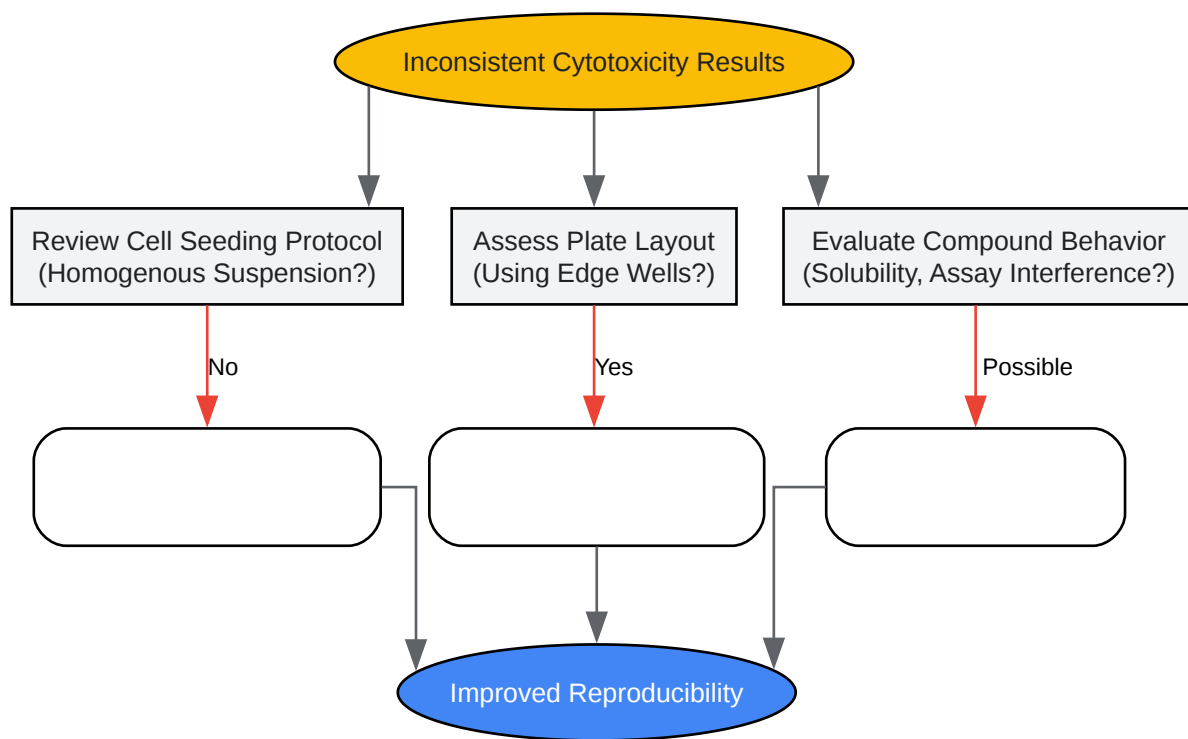 Inconsistent Cytotoxicity Results
Review Cell Seeding Protocol
(Homogenous Suspension?)
Assess Plate Layout
(Using Edge Wells?)
Evaluate Compound Behavior
(Solubility, Assay Interference?)
No
Yes
Possible
Improved Reproducibility